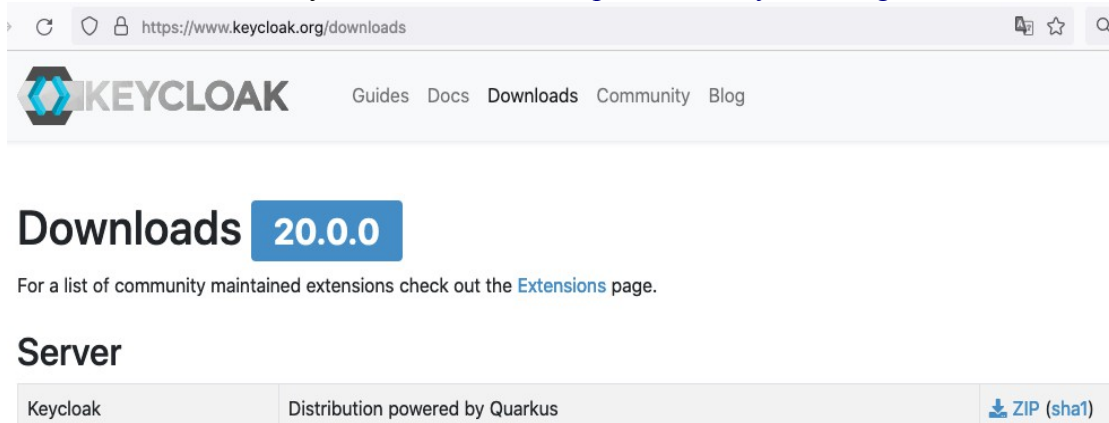 https://www.keycloak.org/downloads
KEYCLOAK Guides Docs Downloads Community Blog
Downloads 20.0.0
For a list of community maintained extensions check out the Extensions page.
Server
Keycloak Distribution powered by Quarkus ZIP (sha1)